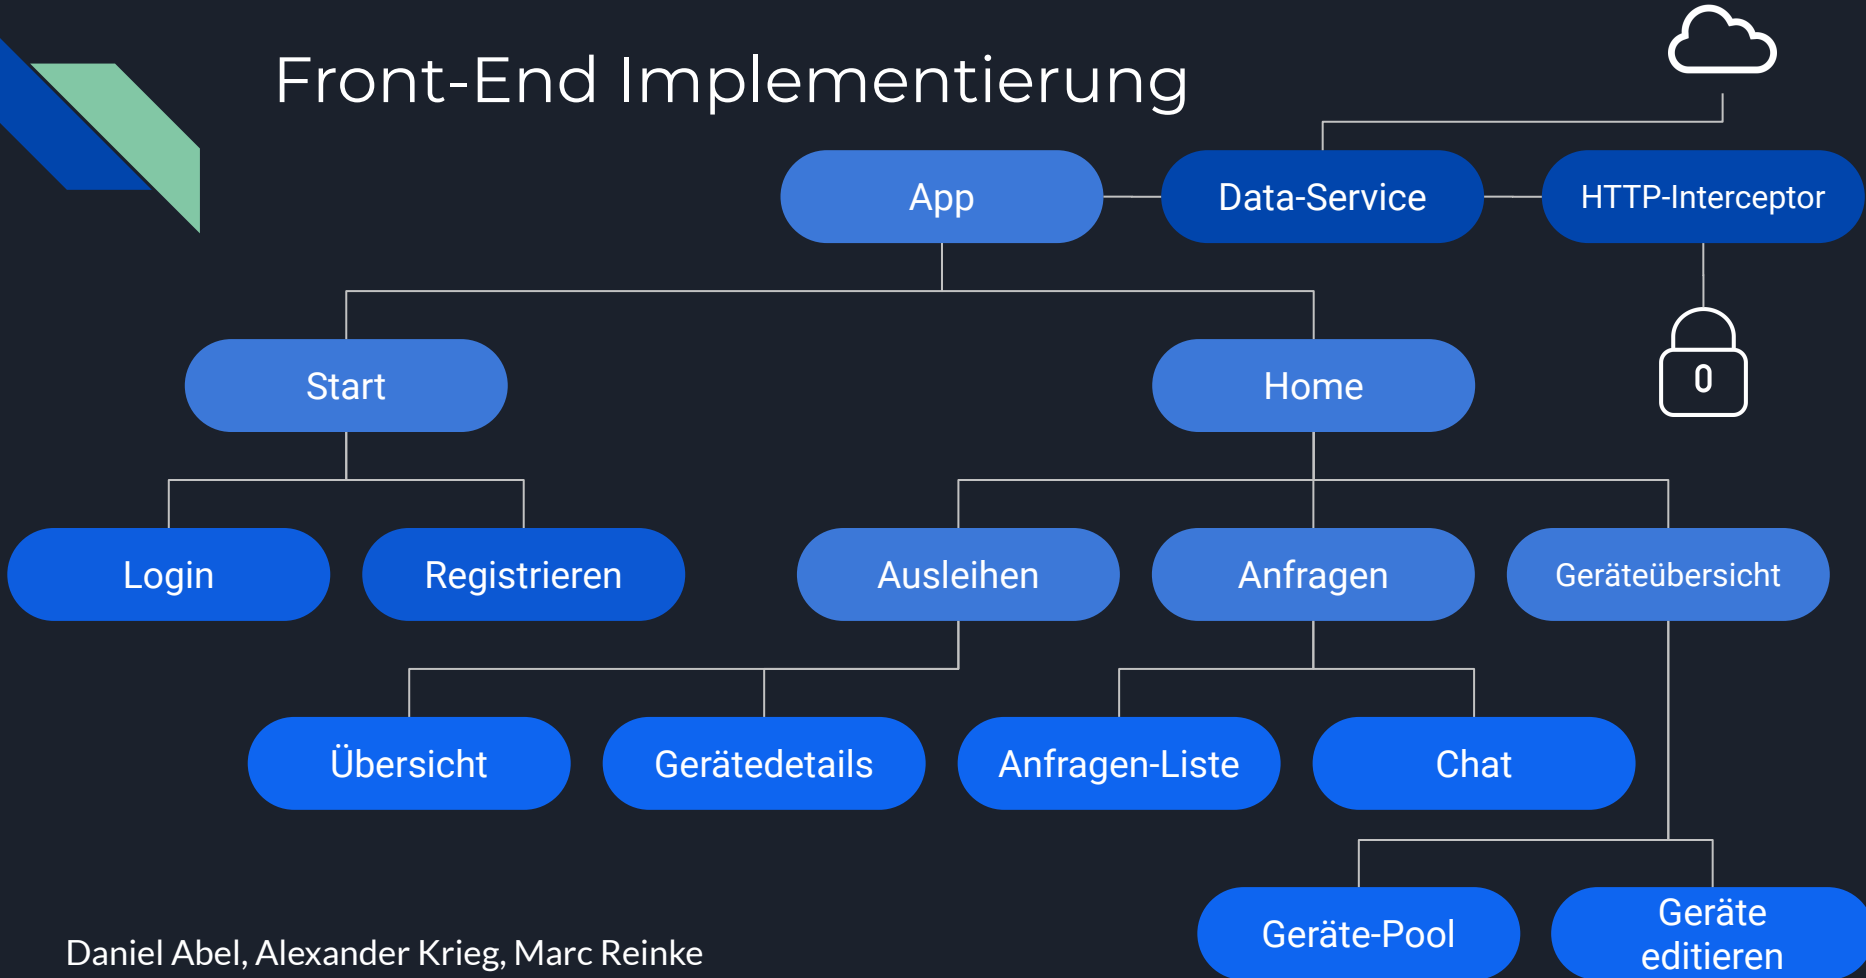 Front-End Implementierung
App
Data-Service
HTTP-Interceptor
Start
Home
Login
Registrieren
Ausleihen
Anfragen
Geräteübersicht
Übersicht
Gerätedetails
Anfragen-Liste
Chat
Geräte-Pool
Geräte
editieren
Daniel Abel, Alexander Krieg, Marc Reinke